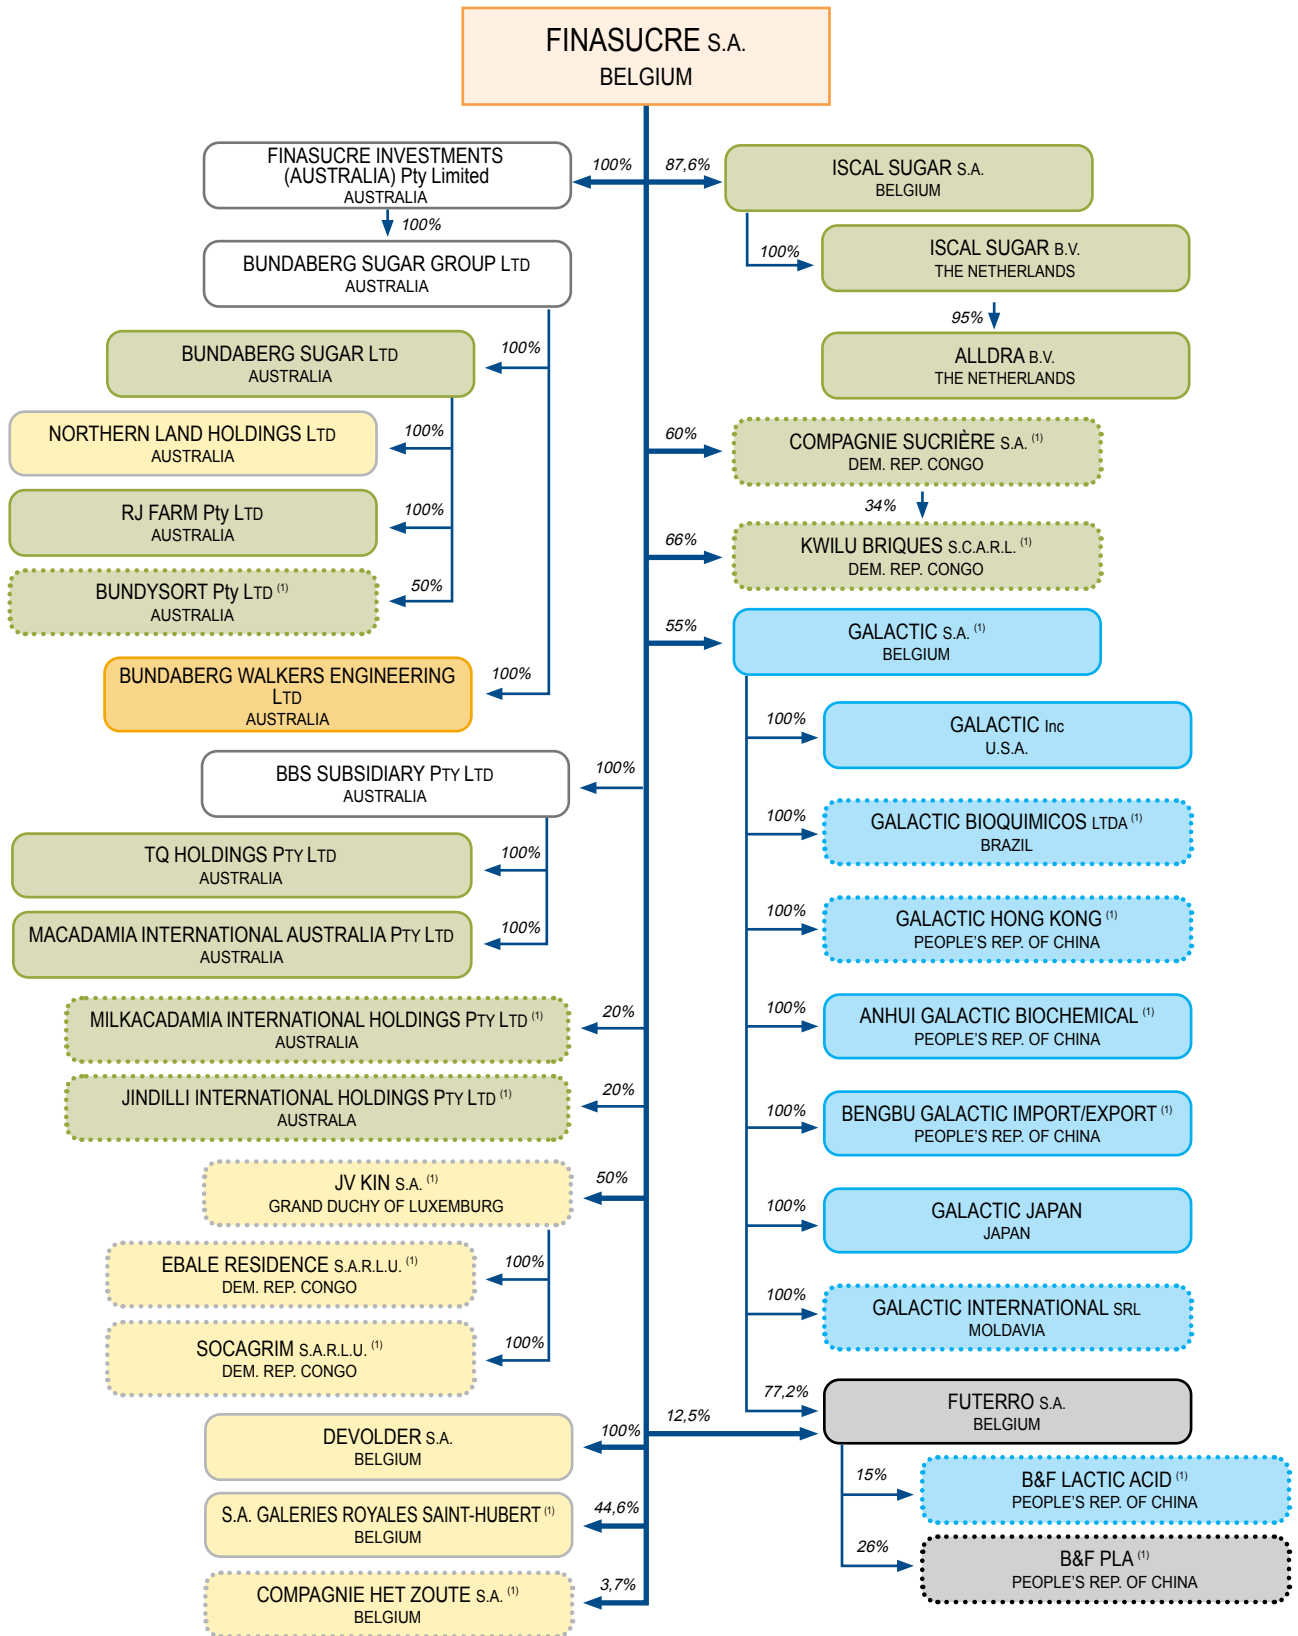 FINASUCRE S.A.
BELGIUM
FINASUCRE INVESTMENTS
(AUSTRALIA) Pty Limited
AUSTRALIA
100%
100%
BUNDABERG SUGAR GROUP LTD
AUSTRALIA
BUNDABERG SUGAR LTD
AUSTRALIA
100%
NORTHERN LAND HOLDINGS LTD
AUSTRALIA
100%
RJ FARM Pty LTD
AUSTRALIA
100%
BUNDYSORT Pty LTD (1)
AUSTRALIA
50%
BUNDABERG WALKERS ENGINEERING
LTD
AUSTRALIA
100%
BBS SUBSIDIARY PTY LTD
AUSTRALIA
100%
TQ HOLDINGS PTY LTD
AUSTRALIA
100%
MACADAMIA INTERNATIONAL AUSTRALIA PTY LTD
AUSTRALIA
100%
MILKACADAMIA INTERNATIONAL HOLDINGS PTY LTD (1)
AUSTRALIA
20%
JINDILLI INTERNATIONAL HOLDINGS PTY LTD (1)
AUSTRALA
20%
JV KIN S.A. (1)
GRAND DUCHY OF LUXEMBURG
50%
EBALE RESIDENCE S.A.R.L.U. (1)
DEM. REP. CONGO
100%
SOCAGRIM S.A.R.L.U. (1)
DEM. REP. CONGO
100%
DEVOLDER S.A.
BELGIUM
100%
S.A. GALERIES ROYALES SAINT-HUBERT (1)
BELGIUM
44,6%
COMPAGNIE HET ZOUTE S.A. (1)
BELGIUM
3,7%
87,6%
ISCAL SUGAR S.A.
BELGIUM
100%
ISCAL SUGAR B.V.
THE NETHERLANDS
95%
ALLDRA B.V.
THE NETHERLANDS
60%
COMPAGNIE SUCRIÈRE S.A. (1)
DEM. REP. CONGO
34%
66%
KWILU BRIQUES S.C.A.R.L. (1)
DEM. REP. CONGO
55%
GALACTIC S.A. (1)
BELGIUM
100%
GALACTIC Inc
U.S.A.
100%
GALACTIC BIOQUIMICOS LTDA (1)
BRAZIL
100%
GALACTIC HONG KONG (1)
PEOPLE'S REP. OF CHINA
100%
ANHUI GALACTIC BIOCHEMICAL (1)
PEOPLE'S REP. OF CHINA
100%
BENGBU GALACTIC IMPORT/EXPORT (1)
PEOPLE'S REP. OF CHINA
100%
GALACTIC JAPAN
JAPAN
100%
GALACTIC INTERNATIONAL SRL
MOLDAVIA
77,2%
12,5%
FUTERRO S.A.
BELGIUM
15%
B&F LACTIC ACID (1)
PEOPLE'S REP. OF CHINA
26%
B&F PLA (1)
PEOPLE'S REP. OF CHINA